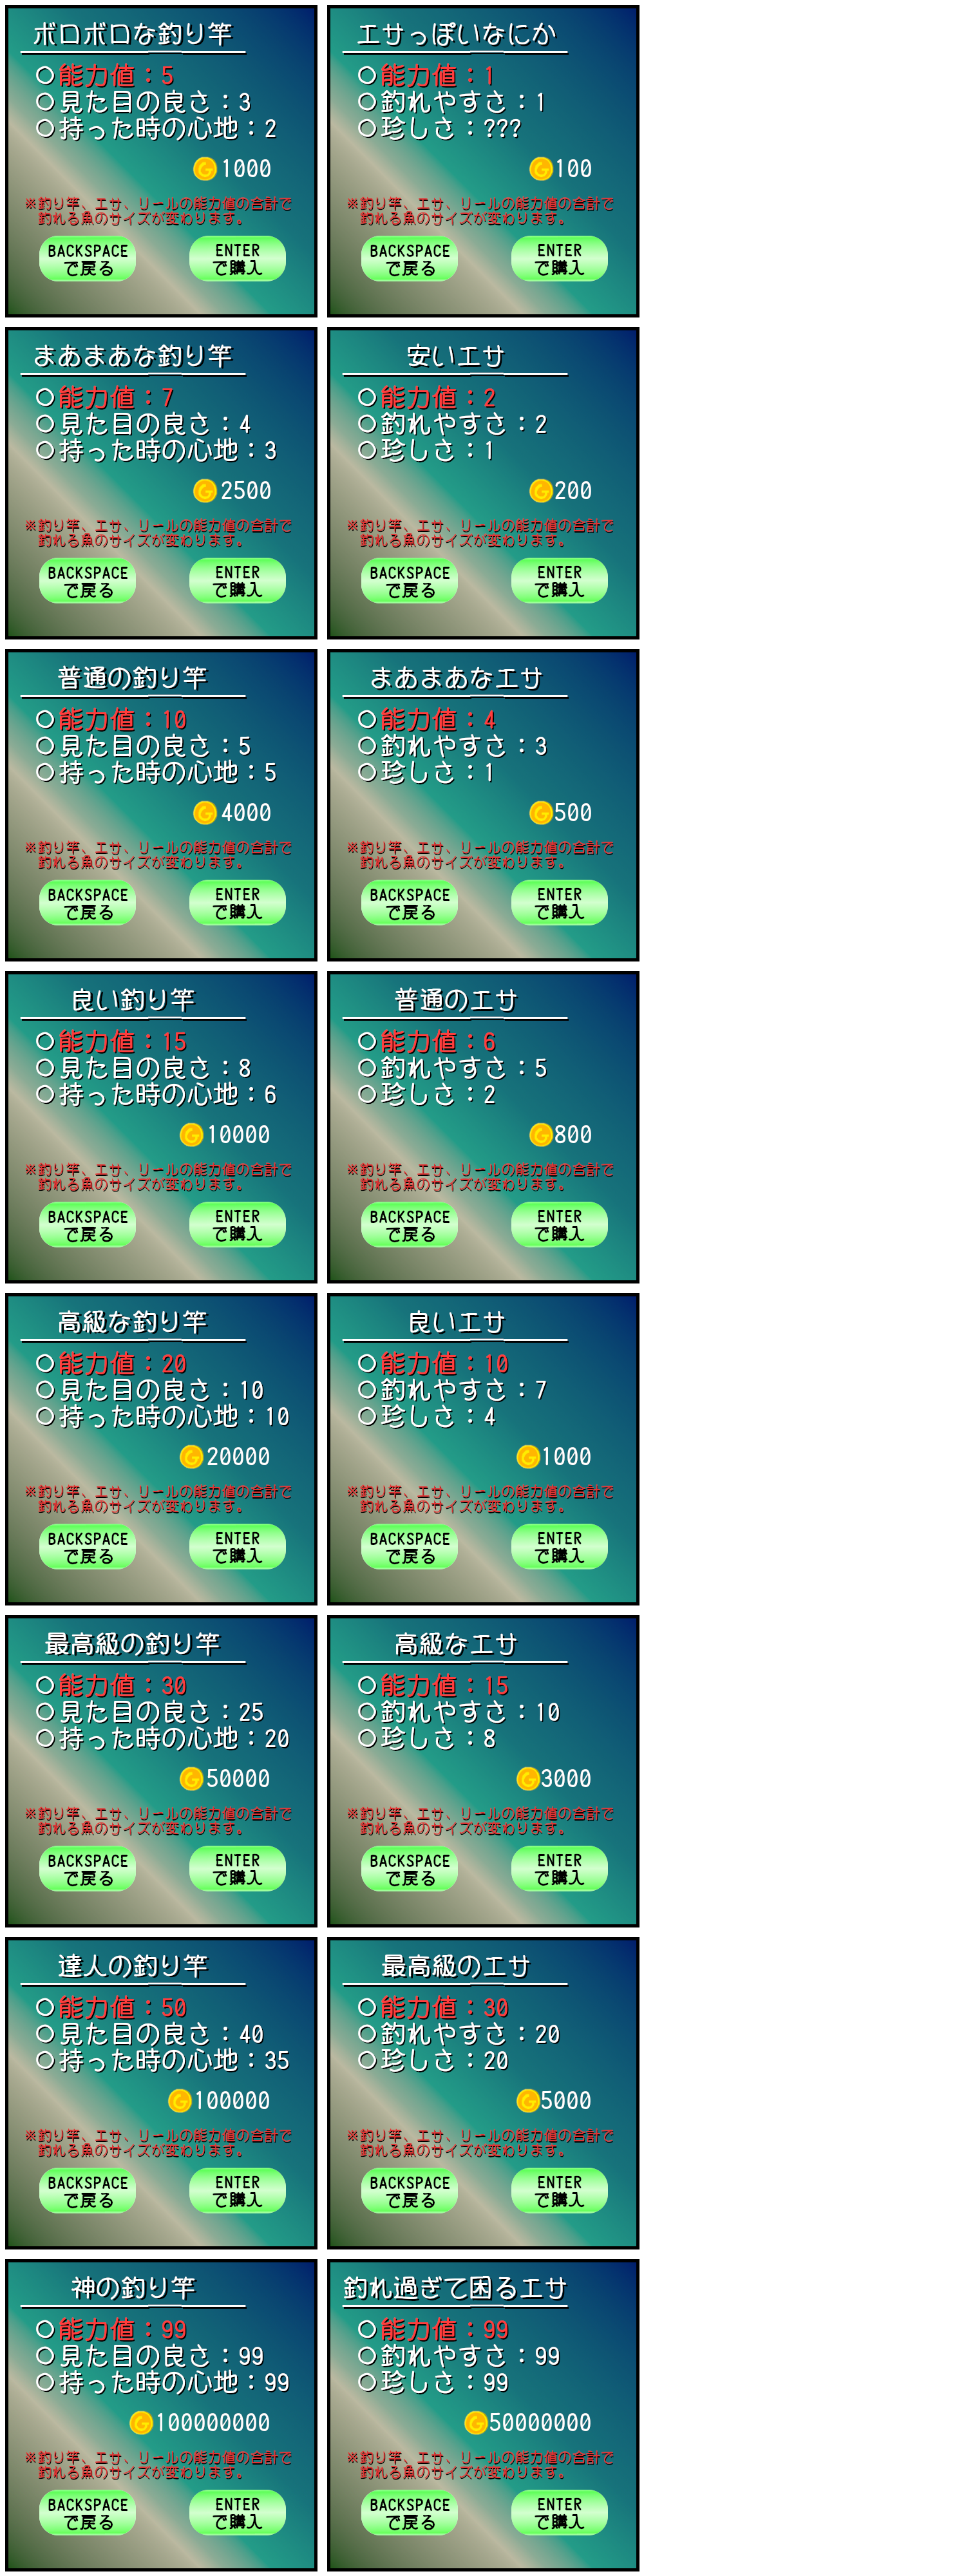 ボロボロな釣り竿
○能力値：5
○見た目の良さ：3
○持った時の心地：2
G 1000
※釣り竿、エサ、リールの能力値の合計で
釣れる魚のサイズが変わります。
BACKSPACE
で戻る
ENTER
で購入
エサっぽいなにか
○能力値：1
○釣れやすさ：1
○珍しさ：???
G 100
※釣り竿、エサ、リールの能力値の合計で
釣れる魚のサイズが変わります。
BACKSPACE
で戻る
ENTER
で購入
まあまあな釣り竿
○能力値：7
○見た目の良さ：4
○持った時の心地：3
G 2500
※釣り竿、エサ、リールの能力値の合計で
釣れる魚のサイズが変わります。
BACKSPACE
で戻る
ENTER
で購入
安いエサ
○能力値：2
○釣れやすさ：2
○珍しさ：1
G 200
※釣り竿、エサ、リールの能力値の合計で
釣れる魚のサイズが変わります。
BACKSPACE
で戻る
ENTER
で購入
普通の釣り竿
○能力値：10
○見た目の良さ：5
○持った時の心地：5
G 4000
※釣り竿、エサ、リールの能力値の合計で
釣れる魚のサイズが変わります。
BACKSPACE
で戻る
ENTER
で購入
まあまあなエサ
○能力値：4
○釣れやすさ：3
○珍しさ：1
G 500
※釣り竿、エサ、リールの能力値の合計で
釣れる魚のサイズが変わります。
BACKSPACE
で戻る
ENTER
で購入
良い釣り竿
○能力値：15
○見た目の良さ：8
○持った時の心地：6
G 10000
※釣り竿、エサ、リールの能力値の合計で
釣れる魚のサイズが変わります。
BACKSPACE
で戻る
ENTER
で購入
普通のエサ
○能力値：6
○釣れやすさ：5
○珍しさ：2
G 800
※釣り竿、エサ、リールの能力値の合計で
釣れる魚のサイズが変わります。
BACKSPACE
で戻る
ENTER
で購入
高級な釣り竿
○能力値：20
○見た目の良さ：10
○持った時の心地：10
G 20000
※釣り竿、エサ、リールの能力値の合計で
釣れる魚のサイズが変わります。
BACKSPACE
で戻る
ENTER
で購入
良いエサ
○能力値：10
○釣れやすさ：7
○珍しさ：4
G 1000
※釣り竿、エサ、リールの能力値の合計で
釣れる魚のサイズが変わります。
BACKSPACE
で戻る
ENTER
で購入
最高級の釣り竿
○能力値：30
○見た目の良さ：25
○持った時の心地：20
G 50000
※釣り竿、エサ、リールの能力値の合計で
釣れる魚のサイズが変わります。
BACKSPACE
で戻る
ENTER
で購入
高級なエサ
○能力値：15
○釣れやすさ：10
○珍しさ：8
G 3000
※釣り竿、エサ、リールの能力値の合計で
釣れる魚のサイズが変わります。
BACKSPACE
で戻る
ENTER
で購入
達人の釣り竿
○能力値：50
○見た目の良さ：40
○持った時の心地：35
G 100000
※釣り竿、エサ、リールの能力値の合計で
釣れる魚のサイズが変わります。
BACKSPACE
で戻る
ENTER
で購入
最高級のエサ
○能力値：30
○釣れやすさ：20
○珍しさ：20
G 5000
※釣り竿、エサ、リールの能力値の合計で
釣れる魚のサイズが変わります。
BACKSPACE
で戻る
ENTER
で購入
神の釣り竿
○能力値：99
○見た目の良さ：99
○持った時の心地：99
G 100000000
※釣り竿、エサ、リールの能力値の合計で
釣れる魚のサイズが変わります。
BACKSPACE
で戻る
ENTER
で購入
釣れ過ぎて困るエサ
○能力値：99
○釣れやすさ：99
○珍しさ：99
G 50000000
※釣り竿、エサ、リールの能力値の合計で
釣れる魚のサイズが変わります。
BACKSPACE
で戻る
ENTER
で購入